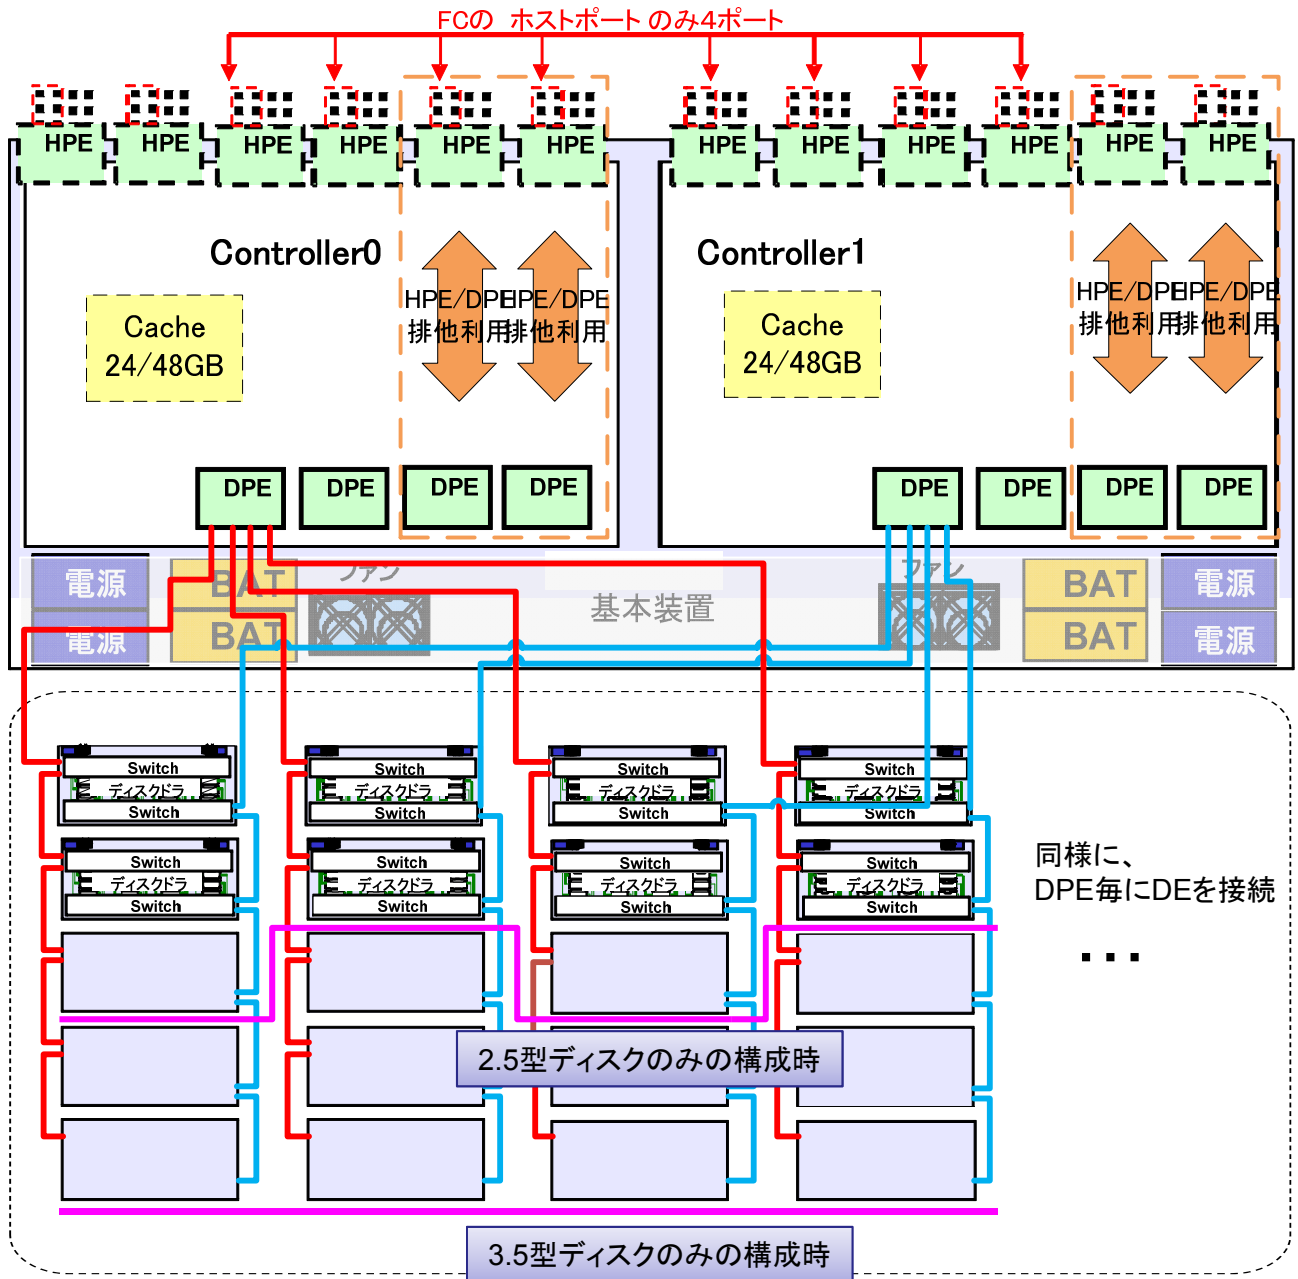 FCの ホストポート のみ4ポート
HPE HPE HPE HPE HPE HPE HPE HPE HPE HPE HPE HPE
Controller0
Controller1
HPE/DPE
排他利用
HPE/DPE
排他利用
HPE/DPE
排他利用
HPE/DPE
排他利用
Cache
24/48GB
Cache
24/48GB
DPE DPE DPE DPE DPE DPE DPE DPE
電源 BAT ファン ファン BAT 電源
基本装置
電源 BAT BAT 電源
Switch Switch Switch Switch
ディスクドラ ディスクドラ ディスクドラ ディスクドラ
Switch Switch Switch Switch
Switch Switch Switch Switch
ディスクドラ ディスクドラ ディスクドラ ディスクドラ
Switch Switch Switch Switch
同様に、
DPE毎にDEを接続
・・・
2.5型ディスクのみの構成時
3.5型ディスクのみの構成時